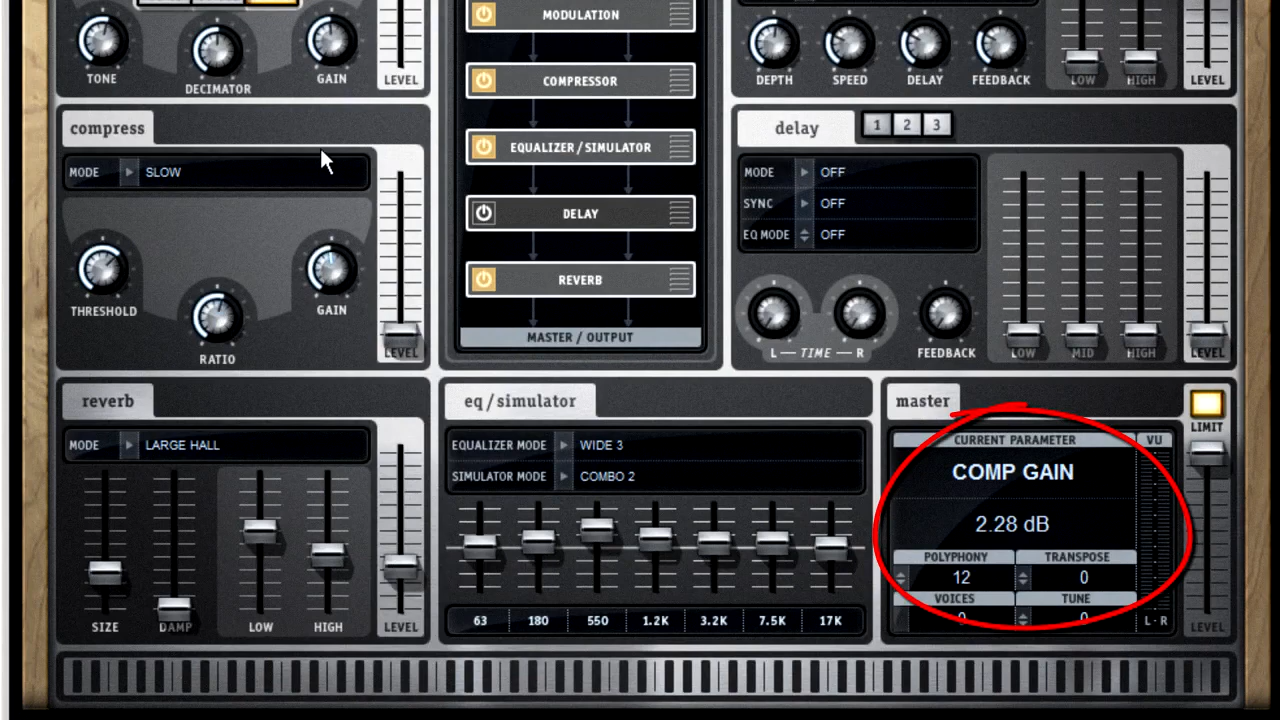 TONE
DECIMATOR
GAIN
LEVEL
compress
MODE SLOW
THRESHOLD
GAIN
RATIO
LEVEL
reverb
MODE LARGE HALL
SIZE DAMP LOW HIGH LEVEL
MODULATION
COMPRESSOR
EQUALIZER / SIMULATOR
DELAY
REVERB
MASTER / OUTPUT
eq / simulator
EQUALIZER MODE WIDE 3
SIMULATOR MODE COMBO 2
63 180 550 1.2K 3.2K 7.5K 17K
DEPTH SPEED DELAY FEEDBACK LOW HIGH LEVEL
delay 1 2 3
MODE OFF
SYNC OFF
EQ MODE OFF
L — TIME — R FEEDBACK LOW MID HIGH LEVEL
master
LIMIT
CURRENT PARAMETER VU
COMP GAIN
2.28 dB
POLYPHONY TRANSPOSE
12 0
VOICES TUNE
0 0 L · R LEVEL